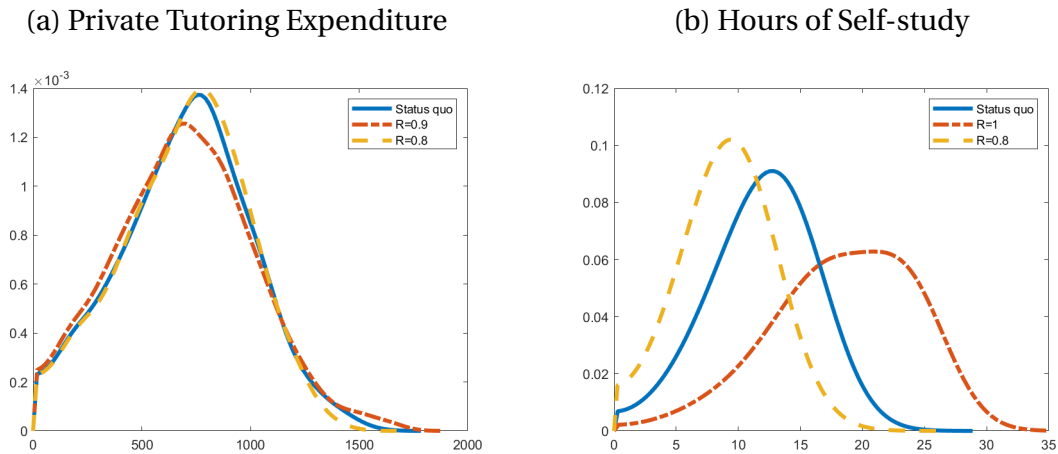 (a) Private Tutoring Expenditure
×10⁻³
1.4
1.2
1
0.8
0.6
0.4
0.2
0
0 500 1000 1500 2000
Status quo
R=0.9
R=0.8
(b) Hours of Self-study
0.12
0.1
0.08
0.06
0.04
0.02
0
0 5 10 15 20 25 30 35
Status quo
R=1
R=0.8